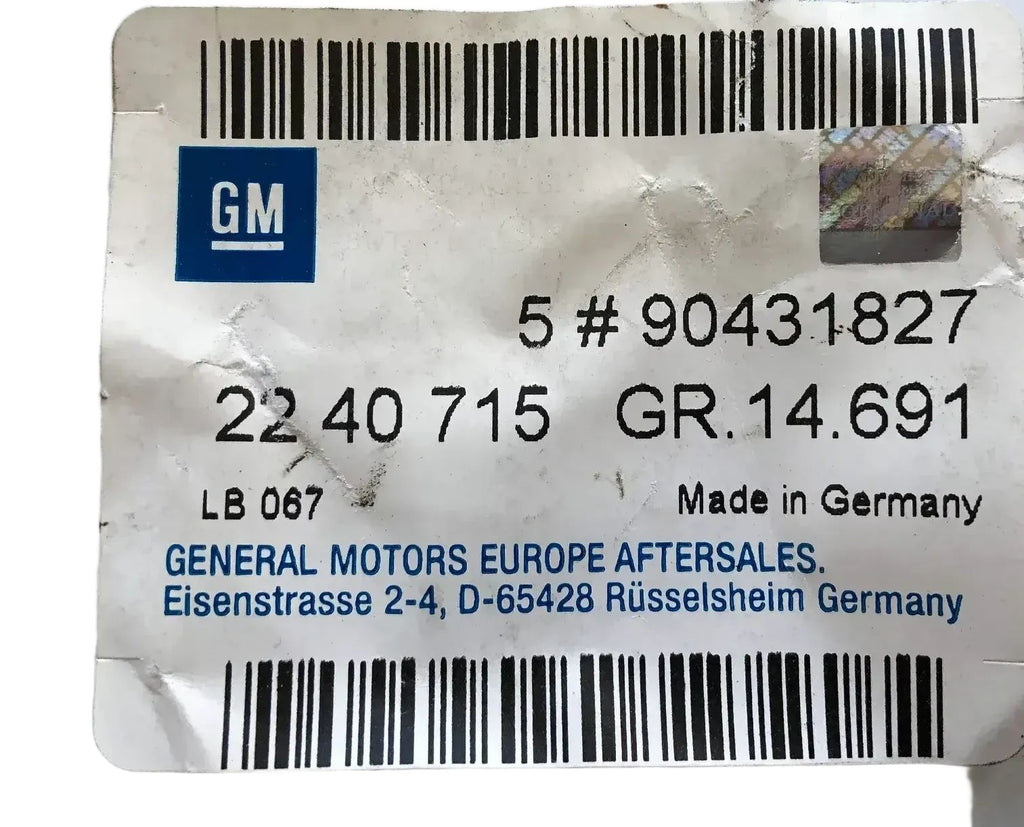 GM
5 # 90431827
22 40 715 GR.14.691
LB 067
Made in Germany
GENERAL MOTORS EUROPE AFTERSALES.
Eisenstrasse 2-4, D-65428 Rüsselsheim Germany